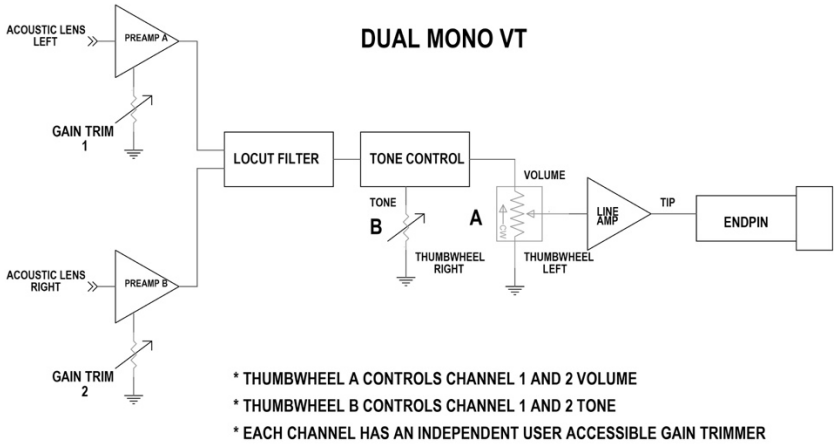 DUAL MONO VT
ACOUSTIC LENS
LEFT
PREAMP A
GAIN TRIM
1
LOCUT FILTER
TONE CONTROL
VOLUME
TONE
B
A
CW
LINE
AMP
TIP
ENDPIN
THUMBWHEEL
RIGHT
THUMBWHEEL
LEFT
ACOUSTIC LENS
RIGHT
PREAMP B
GAIN TRIM
2
* THUMBWHEEL A CONTROLS CHANNEL 1 AND 2 VOLUME
* THUMBWHEEL B CONTROLS CHANNEL 1 AND 2 TONE
* EACH CHANNEL HAS AN INDEPENDENT USER ACCESSIBLE GAIN TRIMMER